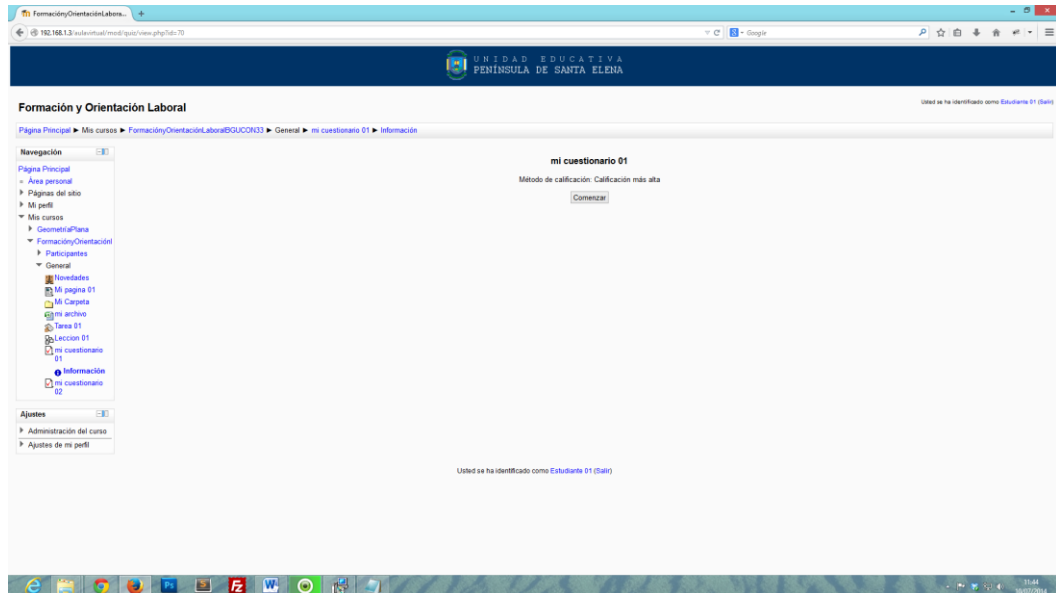 FormaciónyOrientaciónLabora...
192.168.1.3/aulavirtual/mod/quiz/view.php?id=70
Google
UNIDAD EDUCATIVA
PENÍNSULA DE SANTA ELENA
Formación y Orientación Laboral
Usted se ha identificado como Estudiante 01 (Salir)
Página Principal ► Mis cursos ► FormaciónyOrientaciónLaboralBGUCON33 ► General ► mi cuestionario 01 ► Información
Navegación
Página Principal
Área personal
Páginas del sitio
Mi perfil
Mis cursos
GeometríaPlana
FormaciónyOrientaciónl
Participantes
General
Novedades
Mi pagina 01
Mi Carpeta
mi archivo
Tarea 01
Leccion 01
mi cuestionario
01
Información
mi cuestionario
02
Ajustes
Administración del curso
Ajustes de mi perfil
mi cuestionario 01
Método de calificación: Calificación más alta
Comenzar
Usted se ha identificado como Estudiante 01 (Salir)
11:44
10/03/2014